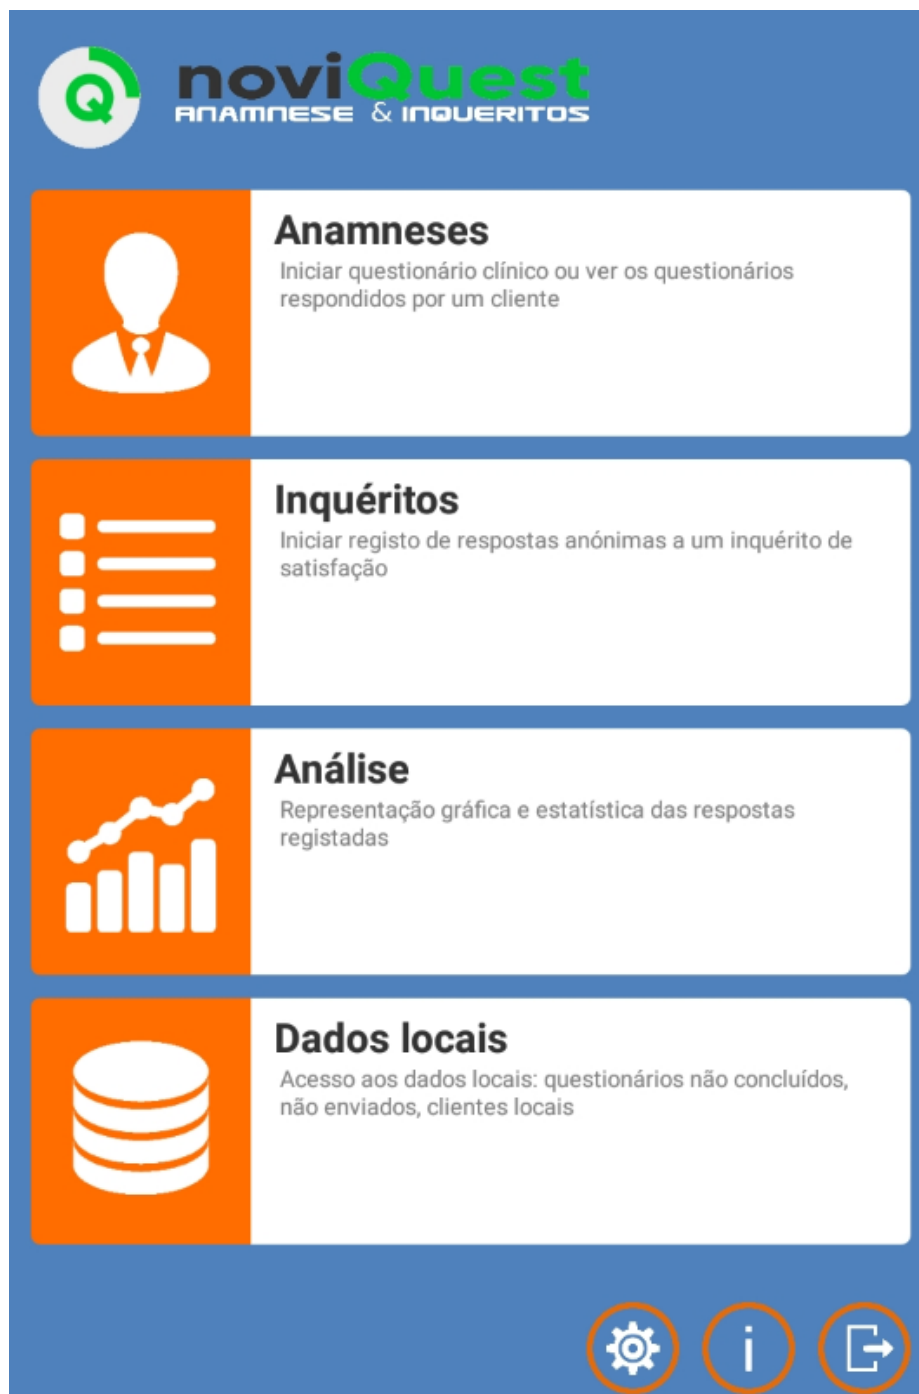 Q
noviQuest
ANAMNESE & INQUERITOS
Anamneses
Iniciar questionário clínico ou ver os questionários
respondidos por um cliente
Inquéritos
Iniciar registo de respostas anónimas a um inquérito de
satisfação
Análise
Representação gráfica e estatística das respostas
registadas
Dados locais
Acesso aos dados locais: questionários não concluídos,
não enviados, clientes locais
i